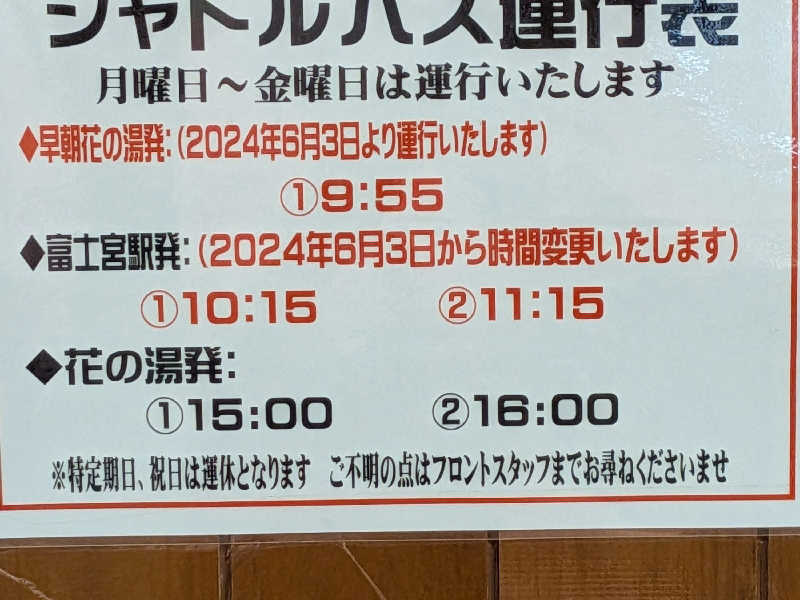 シャトルバス運行表
月曜日～金曜日は運行いたします
◆早朝花の湯発:(2024年6月3日より運行いたします)
①9:55
◆富士宮駅発:(2024年6月3日から時間変更いたします)
①10:15 ②11:15
◆花の湯発:
①15:00 ②16:00
※特定期日、祝日は運休となります ご不明の点はフロントスタッフまでお尋ねくださいませ